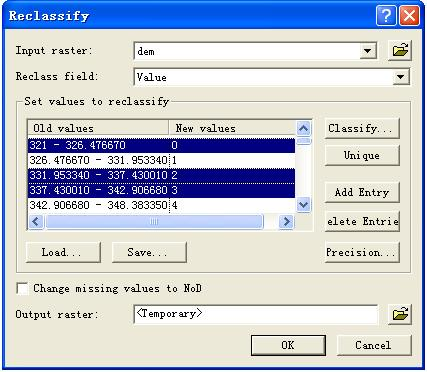 Reclassify
Input raster: dem
Reclass field: Value
Set values to reclassify
Old values New values
321 - 326.476670 0
326.476670 - 331.953340 1
331.953340 - 337.430010 2
337.430010 - 342.906680 3
342.906680 - 348.383350 4
Classify...
Unique
Add Entry
elete Entrie
Load... Save... Precision...
Change missing values to NoD
Output raster: <Temporary>
OK Cancel